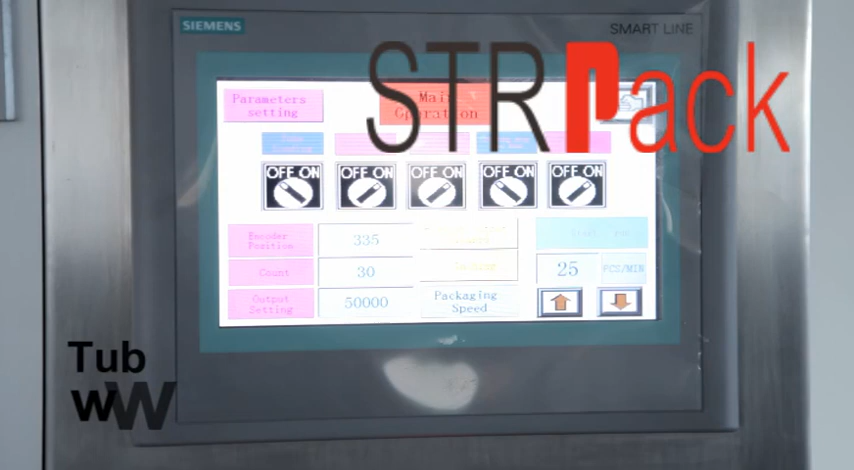 SIEMENS
SMART LINE
STRpack
Parameters
setting
Main
Operation
OFF ON
OFF ON
OFF ON
OFF ON
OFF ON
Encoder
Position
335
Count
30
25
PCS/MIN
Output
Setting
50000
Packaging
Speed
Tub
wW